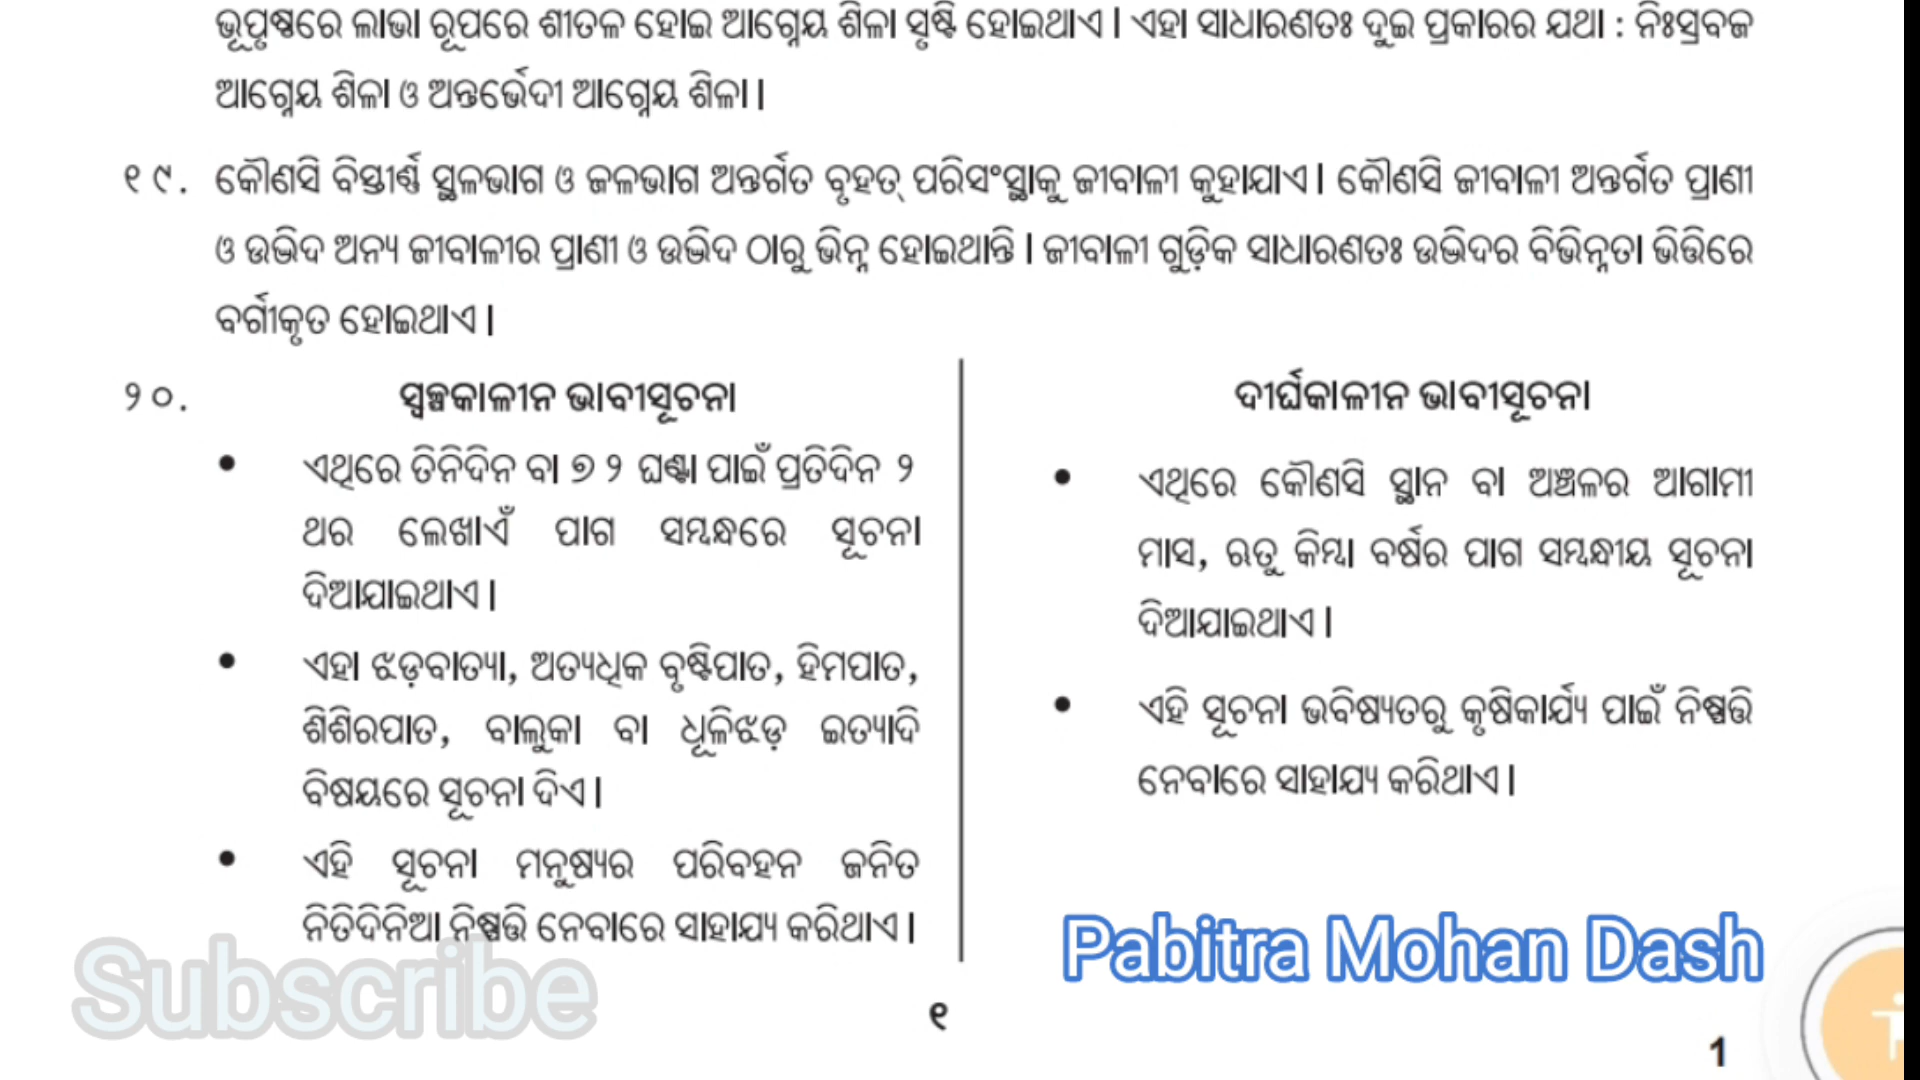 ଭୂପୃଷ୍ଠରେ ଲାଭା ରୂପରେ ଶୀତଳ ହୋଇ ଆଗ୍ନେୟ ଶିଳା ସୃଷ୍ଟି ହୋଇଥାଏ । ଏହା ସାଧାରଣତଃ ଦୁଇ ପ୍ରକାରର ଯଥା : ନିଃସ୍ରବଜ
ଆଗ୍ନେୟ ଶିଳା ଓ ଅନ୍ତର୍ଭେଦୀ ଆଗ୍ନେୟ ଶିଳା ।
୧୯. କୌଣସି ବିସ୍ତୀର୍ଣ୍ଣ ସ୍ଥଳଭାଗ ଓ ଜଳଭାଗ ଅନ୍ତର୍ଗତ ବୃହତ୍ ପରିସଂସ୍ଥାକୁ ଜୀବାଳୀ କୁହାଯାଏ । କୌଣସି ଜୀବାଳୀ ଅନ୍ତର୍ଗତ ପ୍ରାଣୀ
ଓ ଉଦ୍ଭିଦ ଅନ୍ୟ ଜୀବାଳୀର ପ୍ରାଣୀ ଓ ଉଦ୍ଭିଦ ଠାରୁ ଭିନ୍ନ ହୋଇଥାନ୍ତି । ଜୀବାଳୀ ଗୁଡ଼ିକ ସାଧାରଣତଃ ଉଦ୍ଭିଦର ବିଭିନ୍ନତା ଭିତ୍ତିରେ
ବର୍ଗୀକୃତ ହୋଇଥାଏ ।
୨୦. ସ୍ୱଳ୍ପକାଳୀନ ଭାବୀସୂଚନା
• ଏଥିରେ ତିନିଦିନ ବା ୭୨ ଘଣ୍ଟା ପାଇଁ ପ୍ରତିଦିନ ୨
ଥର ଲେଖାଏଁ ପାଗ ସମ୍ବନ୍ଧରେ ସୂଚନା
ଦିଆଯାଇଥାଏ ।
• ଏହା ଝଡ଼ବାତ୍ୟା, ଅତ୍ୟଧିକ ବୃଷ୍ଟିପାତ, ହିମପାତ,
ଶିଶିରପାତ, ବାଲୁକା ବା ଧୂଳିଝଡ଼ ଇତ୍ୟାଦି
ବିଷୟରେ ସୂଚନା ଦିଏ ।
• ଏହି ସୂଚନା ମନୁଷ୍ୟର ପରିବହନ ଜନିତ
ନିତିଦିନିଆ ନିଷ୍ପତ୍ତି ନେବାରେ ସାହାଯ୍ୟ କରିଥାଏ ।
ଦୀର୍ଘକାଳୀନ ଭାବୀସୂଚନା
• ଏଥିରେ କୌଣସି ସ୍ଥାନ ବା ଅଞ୍ଚଳର ଆଗାମୀ
ମାସ, ଋତୁ କିମ୍ବା ବର୍ଷର ପାଗ ସମ୍ବନ୍ଧୀୟ ସୂଚନା
ଦିଆଯାଇଥାଏ ।
• ଏହି ସୂଚନା ଭବିଷ୍ୟତରୁ କୃଷିକାର୍ଯ୍ୟ ପାଇଁ ନିଷ୍ପତ୍ତି
ନେବାରେ ସାହାଯ୍ୟ କରିଥାଏ ।
Pabitra Mohan Dash
Subscribe
୧
1